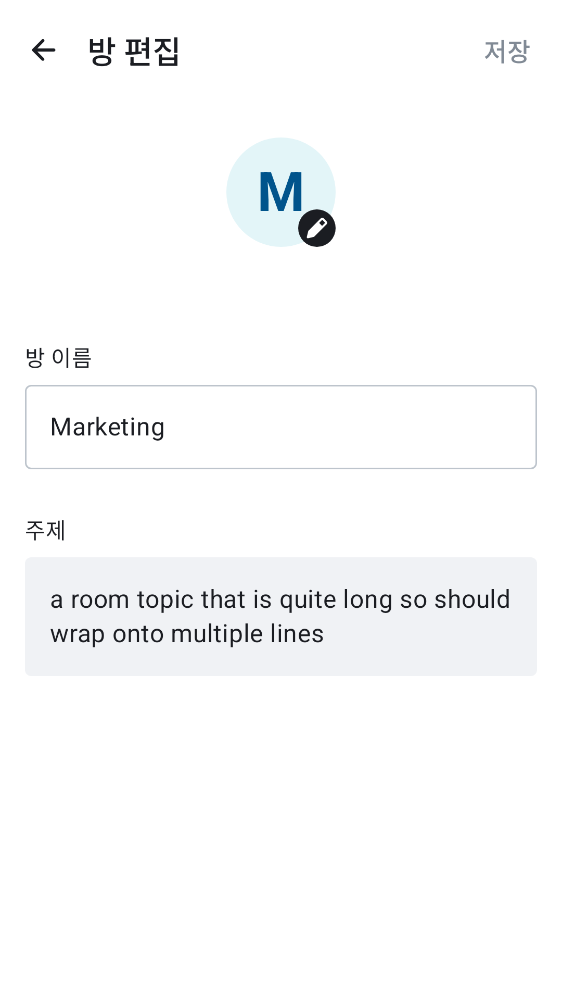 방 편집
저장
M
방 이름
Marketing
주제
a room topic that is quite long so should
wrap onto multiple lines